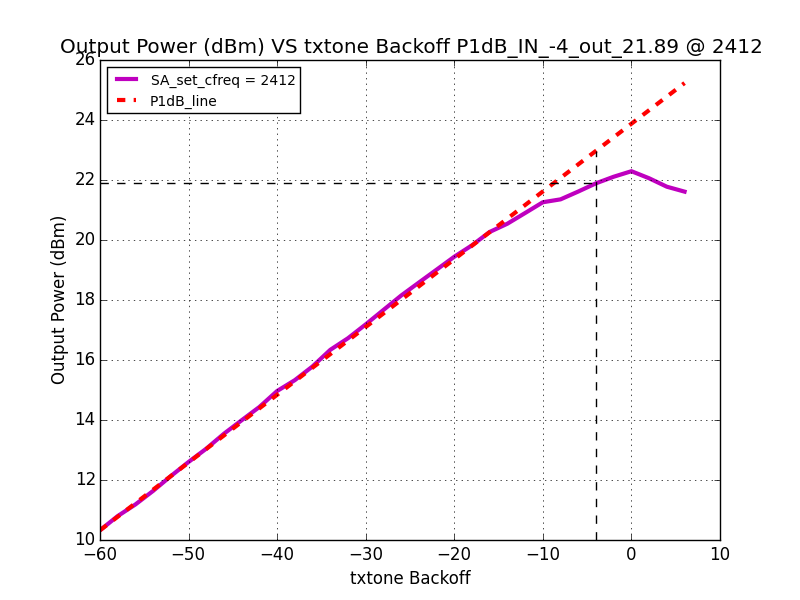 Output Power (dBm) VS txtone Backoff P1dB_IN_-4_out_21.89 @ 2412
SA_set_cfreq = 2412
P1dB_line
Output Power (dBm)
26
24
22
20
18
16
14
12
10
−60 −50 −40 −30 −20 −10 0 10
txtone Backoff